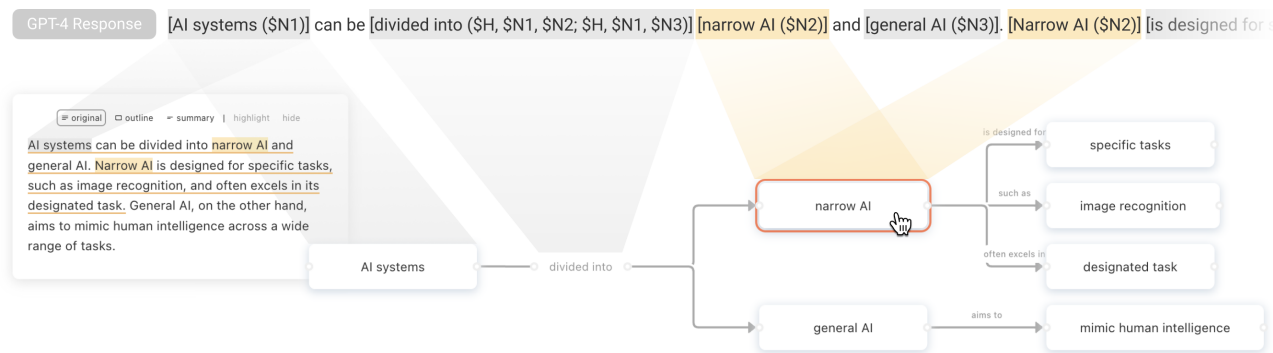 GPT-4 Response [AI systems ($N1)] can be [divided into ($H, $N1, $N2; $H, $N1, $N3)] [narrow AI ($N2)] and [general AI ($N3)]. [Narrow AI ($N2)] [is designed for
original outline summary | highlight hide
AI systems can be divided into narrow AI and
general AI. Narrow AI is designed for specific tasks,
such as image recognition, and often excels in its
designated task. General AI, on the other hand,
aims to mimic human intelligence across a wide
range of tasks.
AI systems
divided into
narrow AI
general AI
is designed for
specific tasks
such as
image recognition
often excels in
designated task
aims to
mimic human intelligence